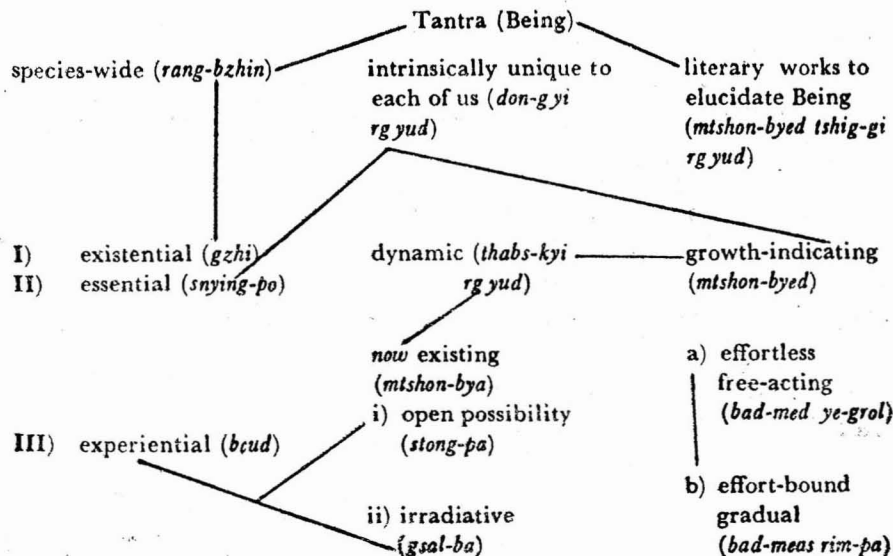 Tantra (Being)
species-wide (rang-bzhin)
intrinsically unique to
each of us (don-gyi
rgyud)
literary works to
elucidate Being
(mtshon-byed tshig-gi
rgyud)
I) existential (gzhi)
II) essential (snying-po)
dynamic (thabs-kyi
rgyud)
growth-indicating
(mtshon-byed)
now existing
(mtshon-bya)
i) open possibility
(stong-pa)
III) experiential (bçud)
ii) irradiative
(gsal-ba)
a) effortless
free-acting
(bad-med ye-grol)
b) effort-bound
gradual
(bad-meas rim-pa)